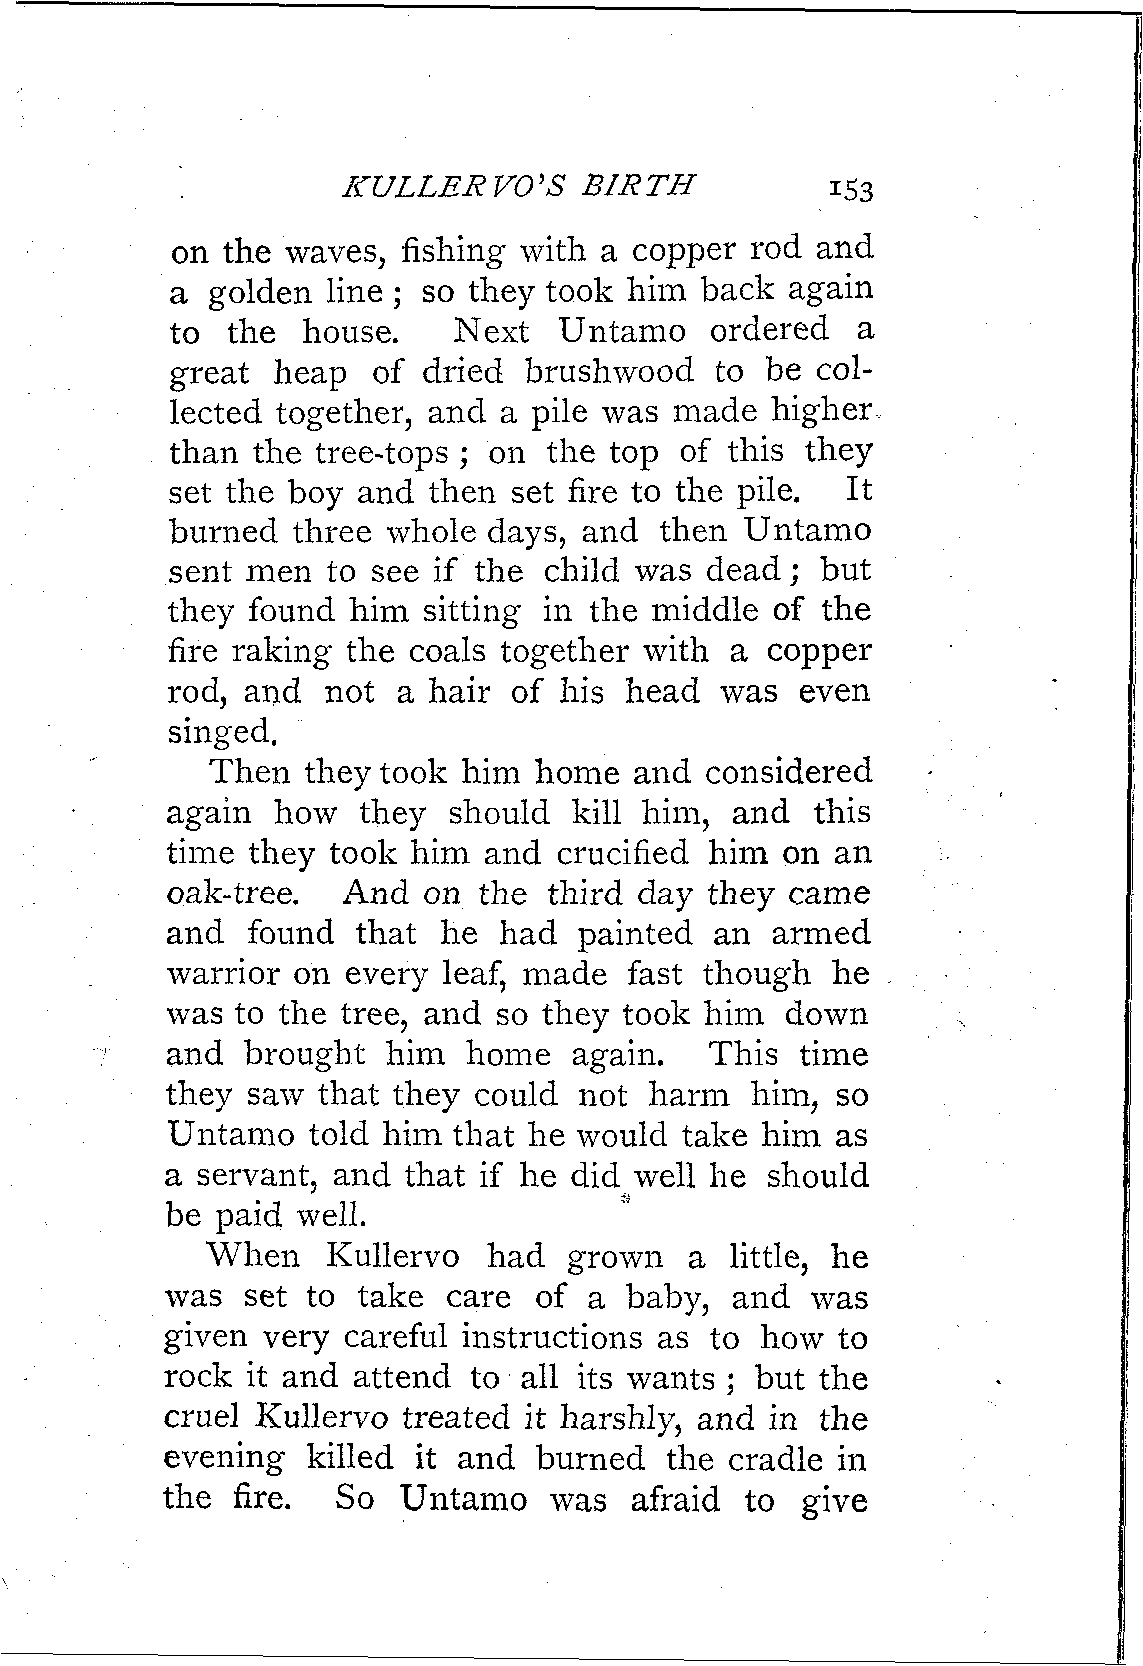 KULLERVO'S BIRTH 153
on the waves, fishing with a copper rod and
a golden line ; so they took him back again
to the house. Next Untamo ordered a
great heap of dried brushwood to be col-
lected together, and a pile was made higher
than the tree-tops ; on the top of this they
set the boy and then set fire to the pile. It
burned three whole days, and then Untamo
sent men to see if the child was dead ; but
they found him sitting in the middle of the
fire raking the coals together with a copper
rod, and not a hair of his head was even
singed.
Then they took him home and considered
again how they should kill him, and this
time they took him and crucified him on an
oak-tree. And on the third day they came
and found that he had painted an armed
warrior on every leaf, made fast though he
was to the tree, and so they took him down
and brought him home again. This time
they saw that they could not harm him, so
Untamo told him that he would take him as
a servant, and that if he did well he should
be paid well.
When Kullervo had grown a little, he
was set to take care of a baby, and was
given very careful instructions as to how to
rock it and attend to all its wants ; but the
cruel Kullervo treated it harshly, and in the
evening killed it and burned the cradle in
the fire. So Untamo was afraid to give